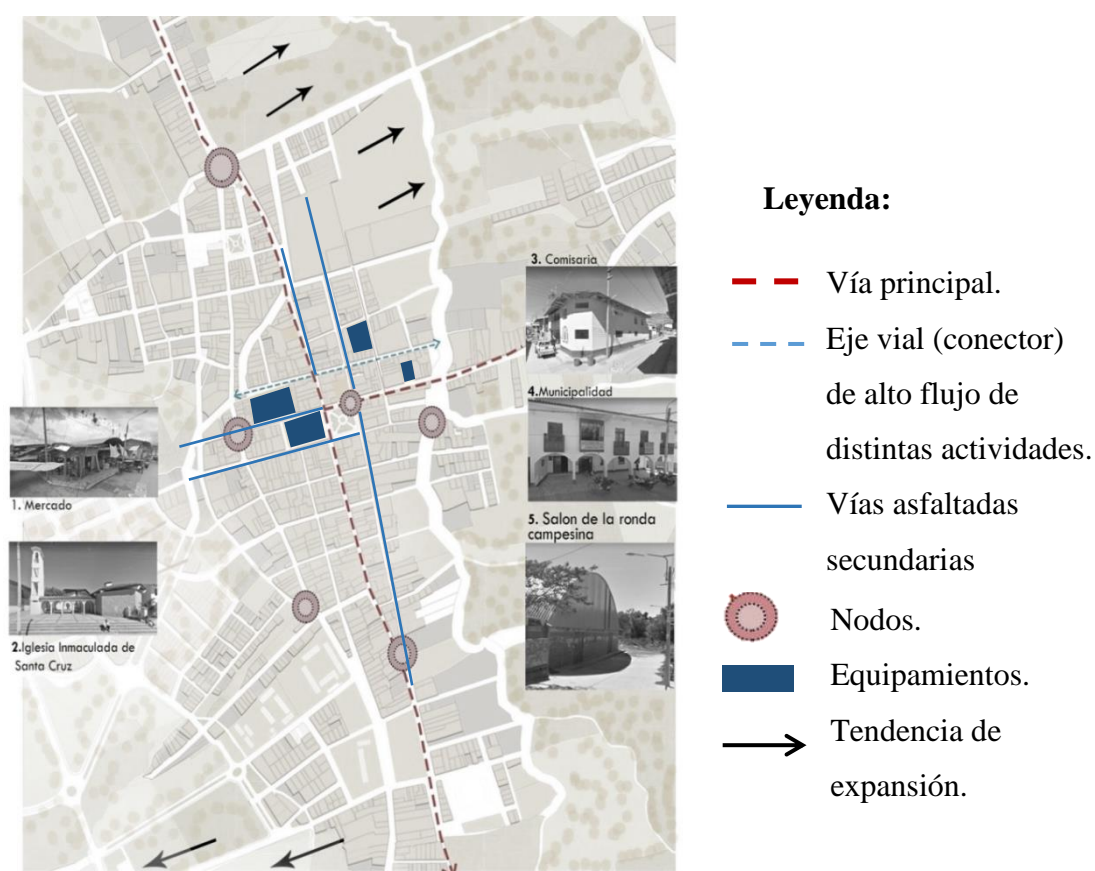 3. Comisaria
4.Municipalidad
5. Salon de la ronda
campesina
1. Mercado
2.Iglesia Inmaculada de
Santa Cruz
Leyenda:
Vía principal.
Eje vial (conector)
de alto flujo de
distintas actividades.
Vías asfaltadas
secundarias
Nodos.
Equipamientos.
Tendencia de
expansión.